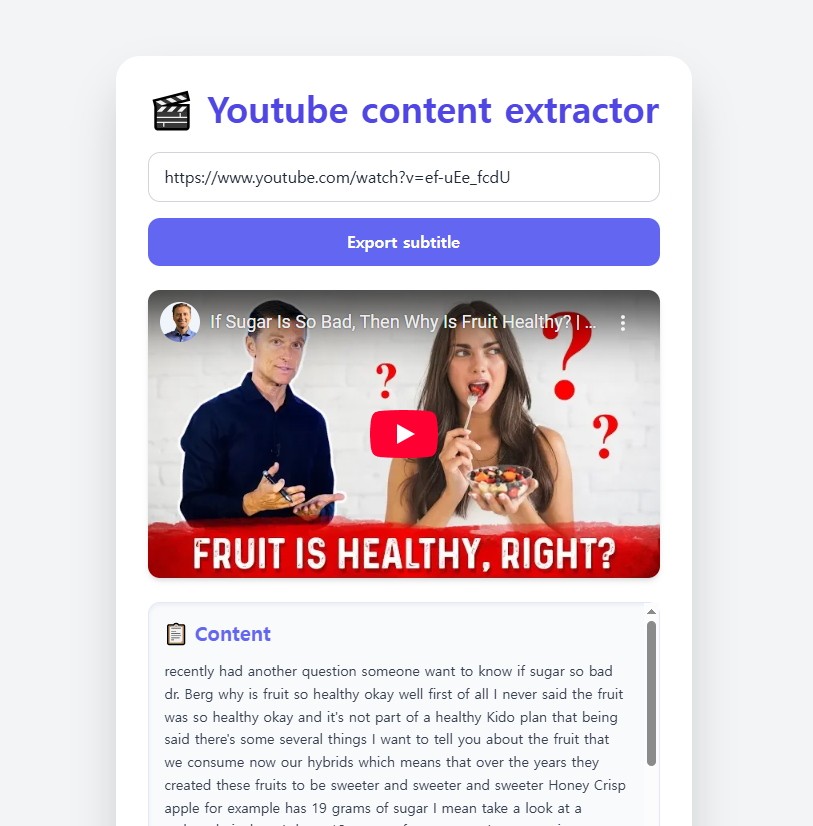 Youtube content extractor
https://www.youtube.com/watch?v=ef-uEe_fcdU
Export subtitle
If Sugar Is So Bad, Then Why Is Fruit Healthy? | ...
? ? ?
FRUIT IS HEALTHY, RIGHT?
Content
recently had another question someone want to know if sugar so bad
dr. Berg why is fruit so healthy okay well first of all I never said the fruit
was so healthy okay and it's not part of a healthy Kido plan that being
said there's some several things I want to tell you about the fruit that
we consume now our hybrids which means that over the years they
created these fruits to be sweeter and sweeter and sweeter Honey Crisp
apple for example has 19 grams of sugar I mean take a look at a